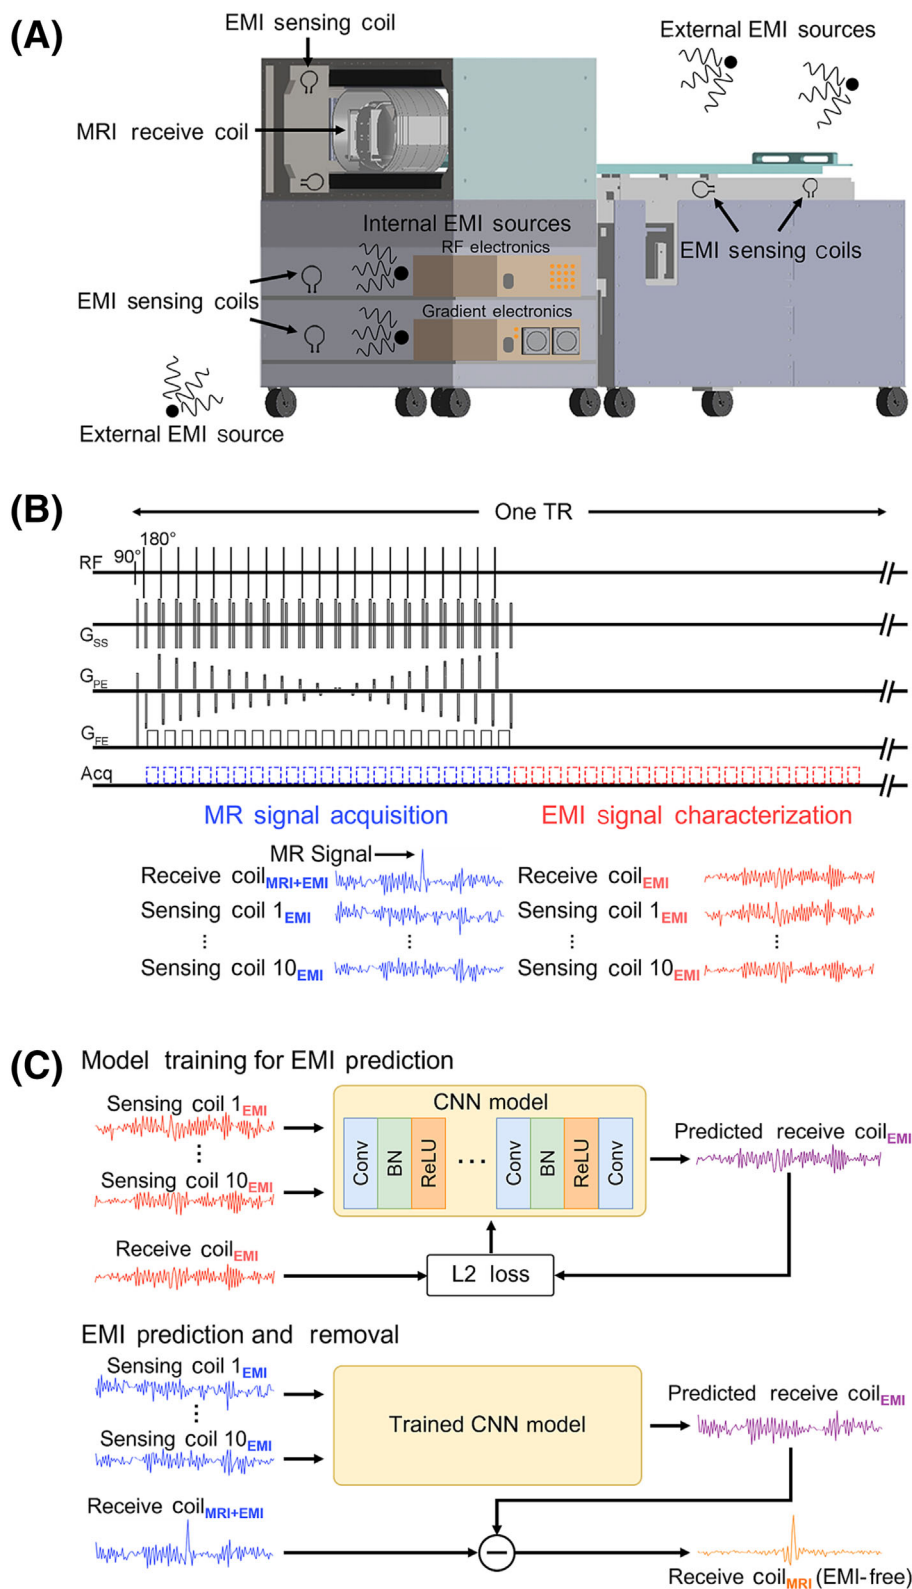 (A)
EMI sensing coil
External EMI sources
MRI receive coil
Internal EMI sources
RF electronics
EMI sensing coils
EMI sensing coils
Gradient electronics
External EMI source
(B)
One TR
180°
RF 90°
GSS
GPE
GFE
Acq
MR signal acquisition
EMI signal characterization
MR Signal
Receive coilMRI+EMI
Receive coilEMI
Sensing coil 1EMI
Sensing coil 1EMI
Sensing coil 10EMI
Sensing coil 10EMI
(C)
Model training for EMI prediction
Sensing coil 1EMI
CNN model
Predicted receive coilEMI
Conv
BN
ReLU
...
Conv
BN
ReLU
Conv
Sensing coil 10EMI
Receive coilEMI
L2 loss
EMI prediction and removal
Sensing coil 1EMI
Predicted receive coilEMI
Trained CNN model
Sensing coil 10EMI
Receive coilMRI+EMI
Receive coilMRI (EMI-free)